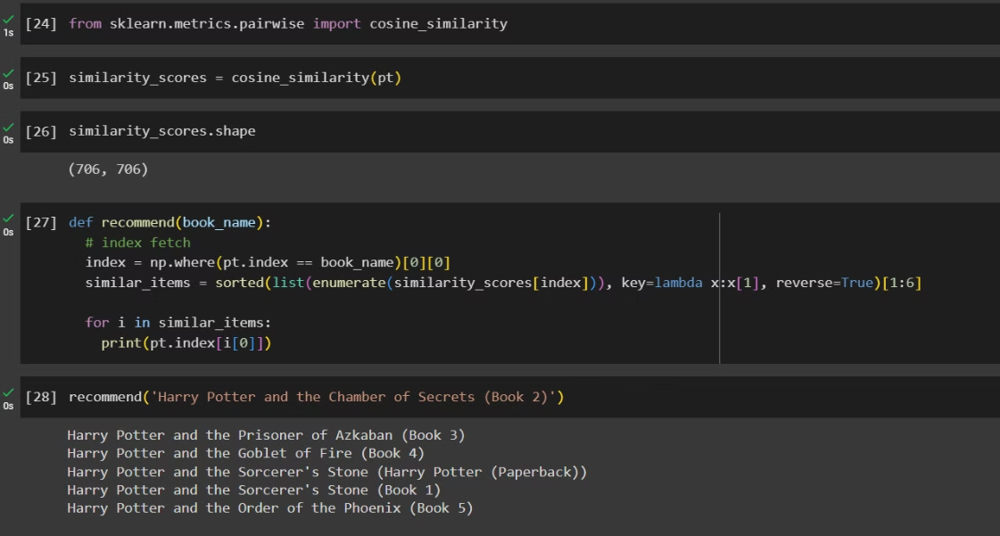 [24] from sklearn.metrics.pairwise import cosine_similarity
1s
[25] similarity_scores = cosine_similarity(pt)
0s
[26] similarity_scores.shape
0s
(706, 706)
[27] def recommend(book_name):
0s
# index fetch
index = np.where(pt.index == book_name)[0][0]
similar_items = sorted(list(enumerate(similarity_scores[index])), key=lambda x:x[1], reverse=True)[1:6]
for i in similar_items:
print(pt.index[i[0]])
[28] recommend('Harry Potter and the Chamber of Secrets (Book 2)')
0s
Harry Potter and the Prisoner of Azkaban (Book 3)
Harry Potter and the Goblet of Fire (Book 4)
Harry Potter and the Sorcerer's Stone (Harry Potter (Paperback))
Harry Potter and the Sorcerer's Stone (Book 1)
Harry Potter and the Order of the Phoenix (Book 5)